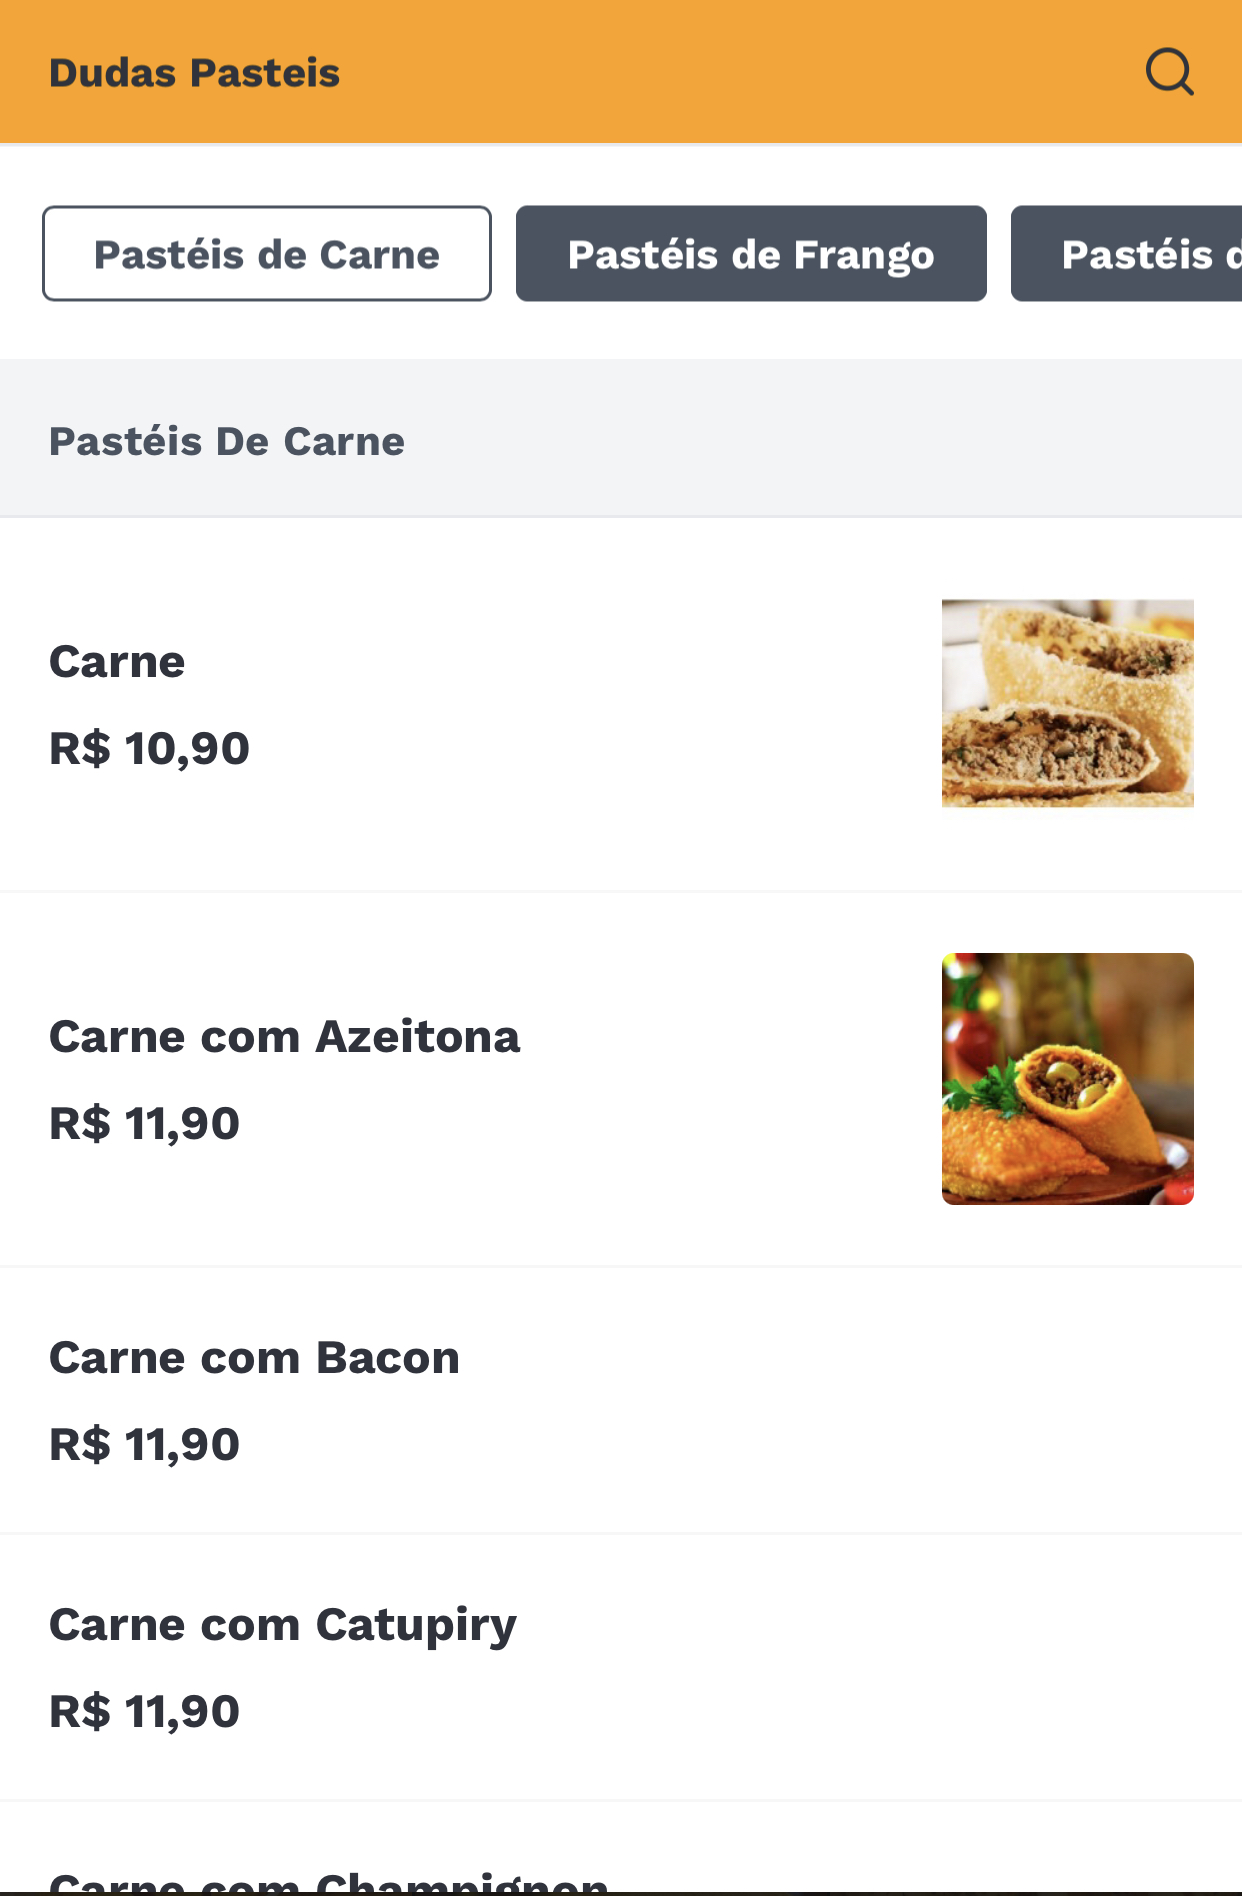 Dudas Pasteis
Pastéis de Carne
Pastéis de Frango
Pastéis
Pastéis De Carne
Carne
R$ 10,90
Carne com Azeitona
R$ 11,90
Carne com Bacon
R$ 11,90
Carne com Catupiry
R$ 11,90
Carne com Champignon